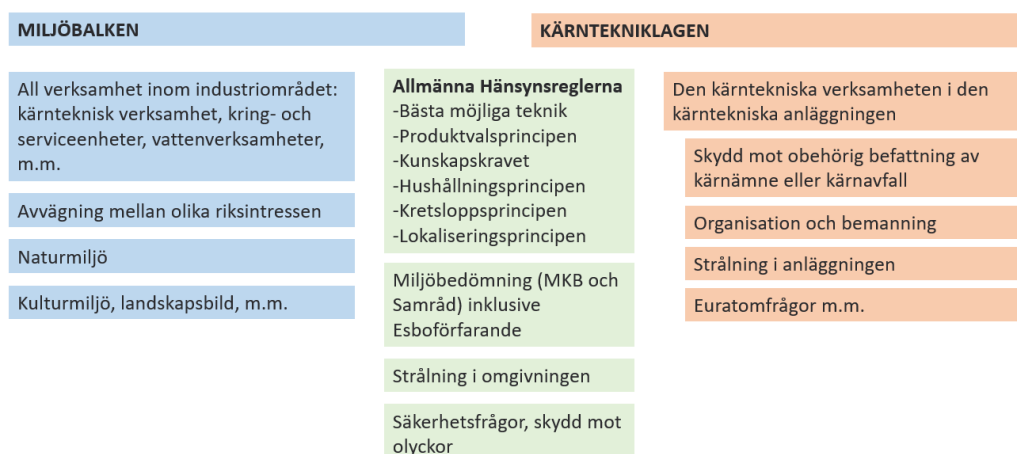 MILJÖBALKEN
KÄRNTEKNIKLAGEN
All verksamhet inom industriområdet:
kärnteknisk verksamhet, kring- och
serviceenheter, vattenverksamheter,
m.m.
Avvägning mellan olika riksintressen
Naturmiljö
Kulturmiljö, landskapsbild, m.m.
Allmänna Hänsynsreglerna
-Bästa möjliga teknik
-Produktvalsprincipen
-Kunskapskravet
-Hushållningsprincipen
-Kretsloppsprincipen
-Lokaliseringsprincipen
Miljöbedömning (MKB och
Samråd) inklusive
Esboförfarande
Strålning i omgivningen
Säkerhetsfrågor, skydd mot
olyckor
Den kärntekniska verksamheten i den
kärntekniska anläggningen
Skydd mot obehörig befattning av
kärnämne eller kärnavfall
Organisation och bemanning
Strålning i anläggningen
Euratomfrågor m.m.